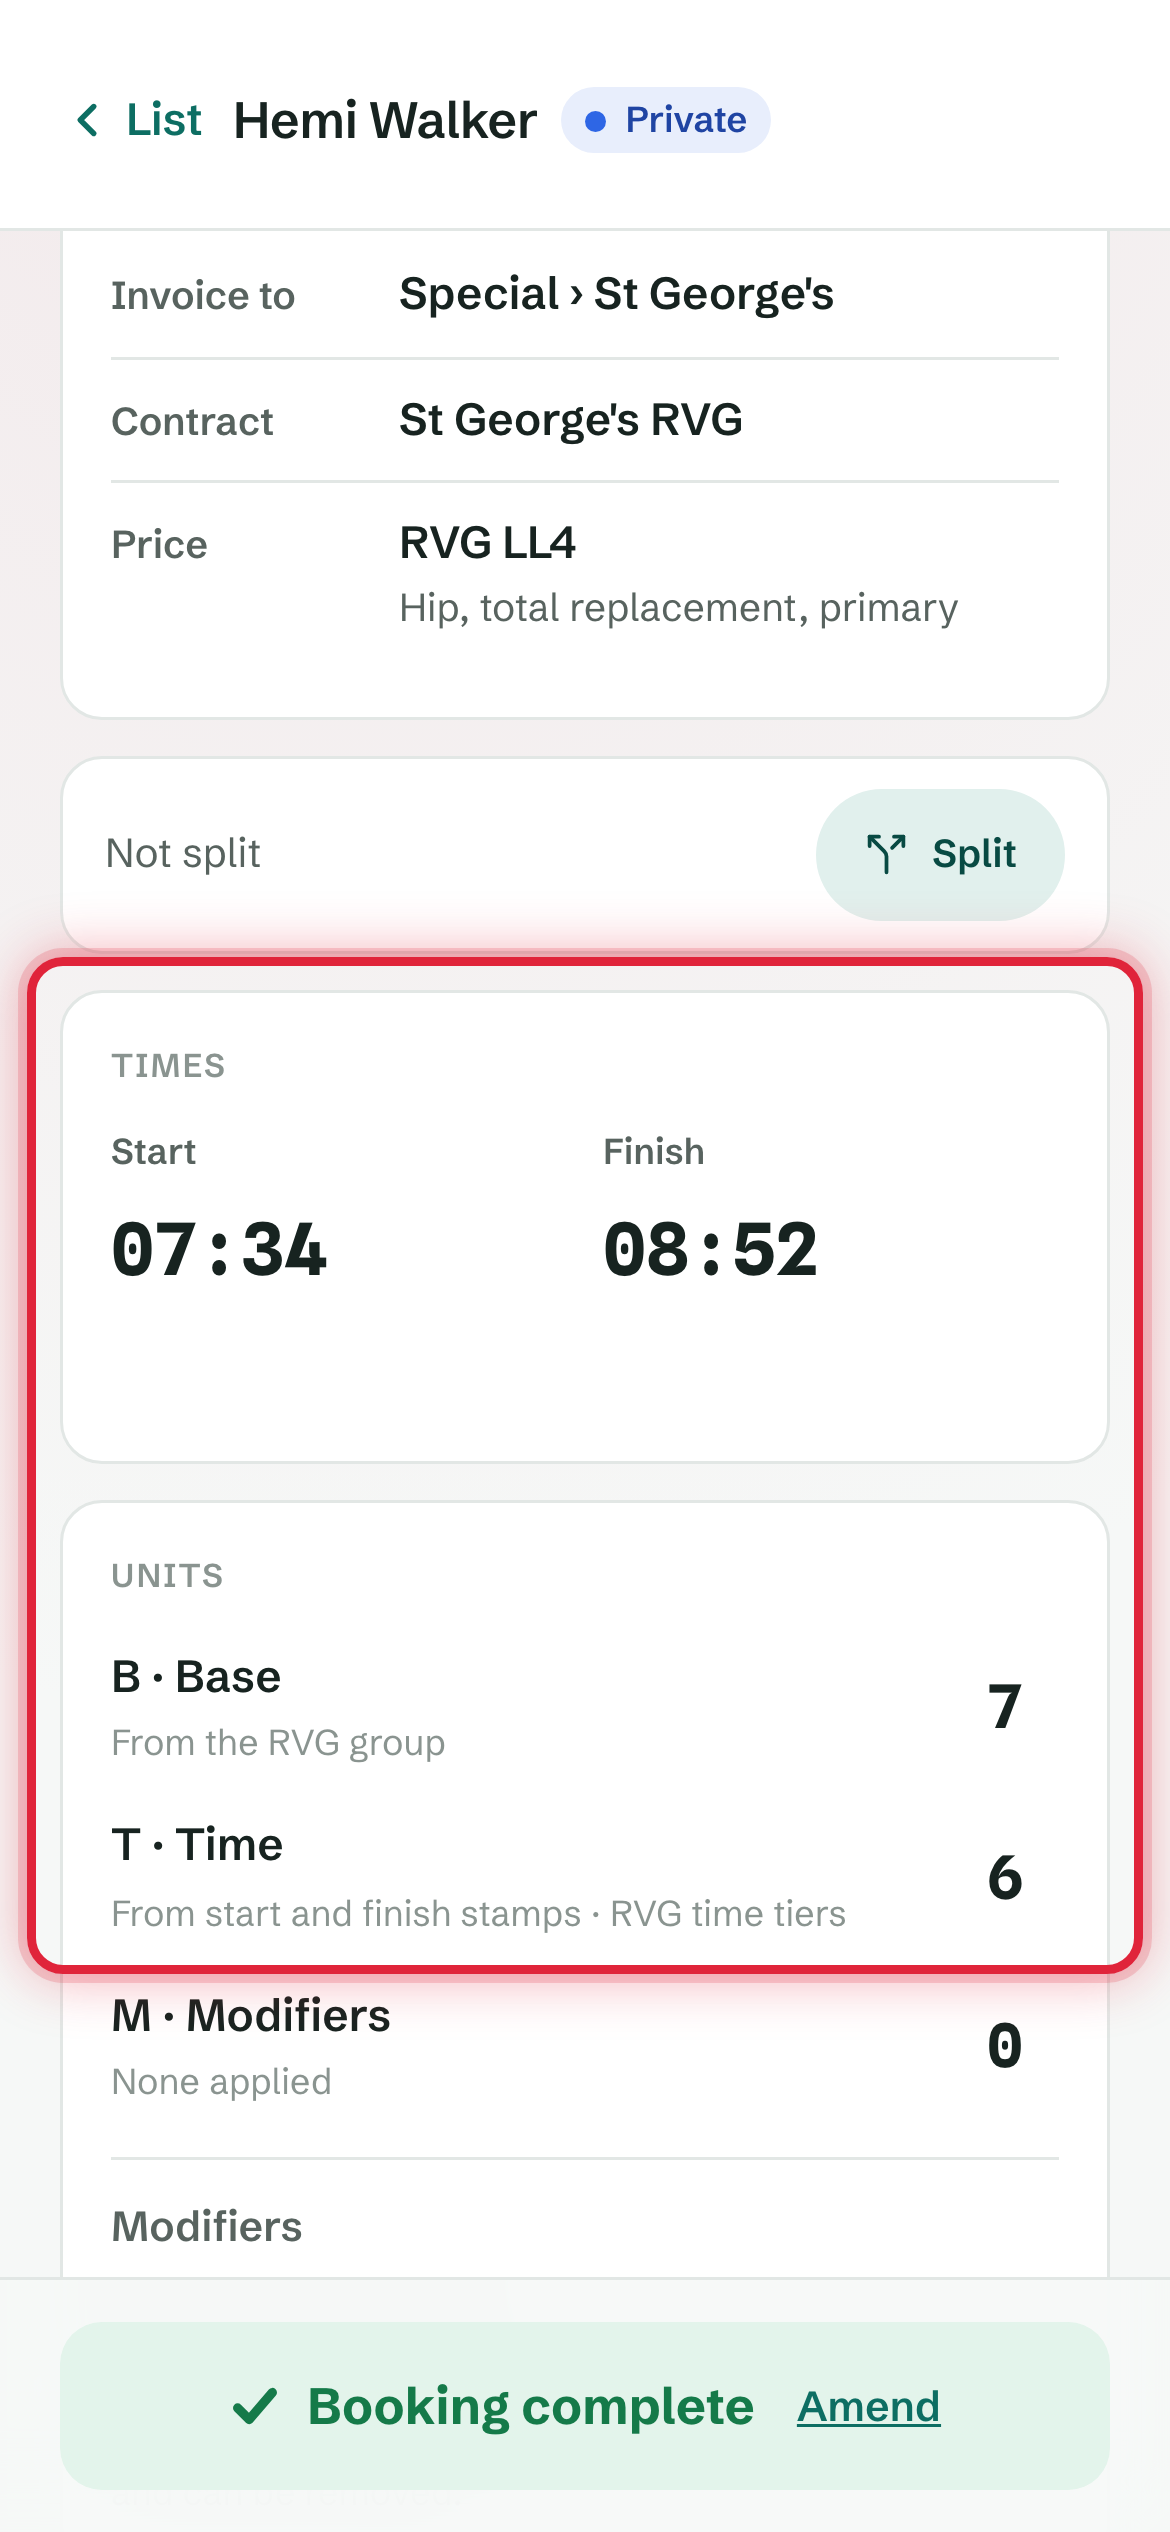 List Hemi Walker Private
Invoice to Special › St George's
Contract St George's RVG
Price RVG LL4
Hip, total replacement, primary
Not split Split
TIMES
Start Finish
07:34 08:52
UNITS
B · Base 7
From the RVG group
T · Time 6
From start and finish stamps · RVG time tiers
M · Modifiers 0
None applied
Modifiers
Booking complete Amend